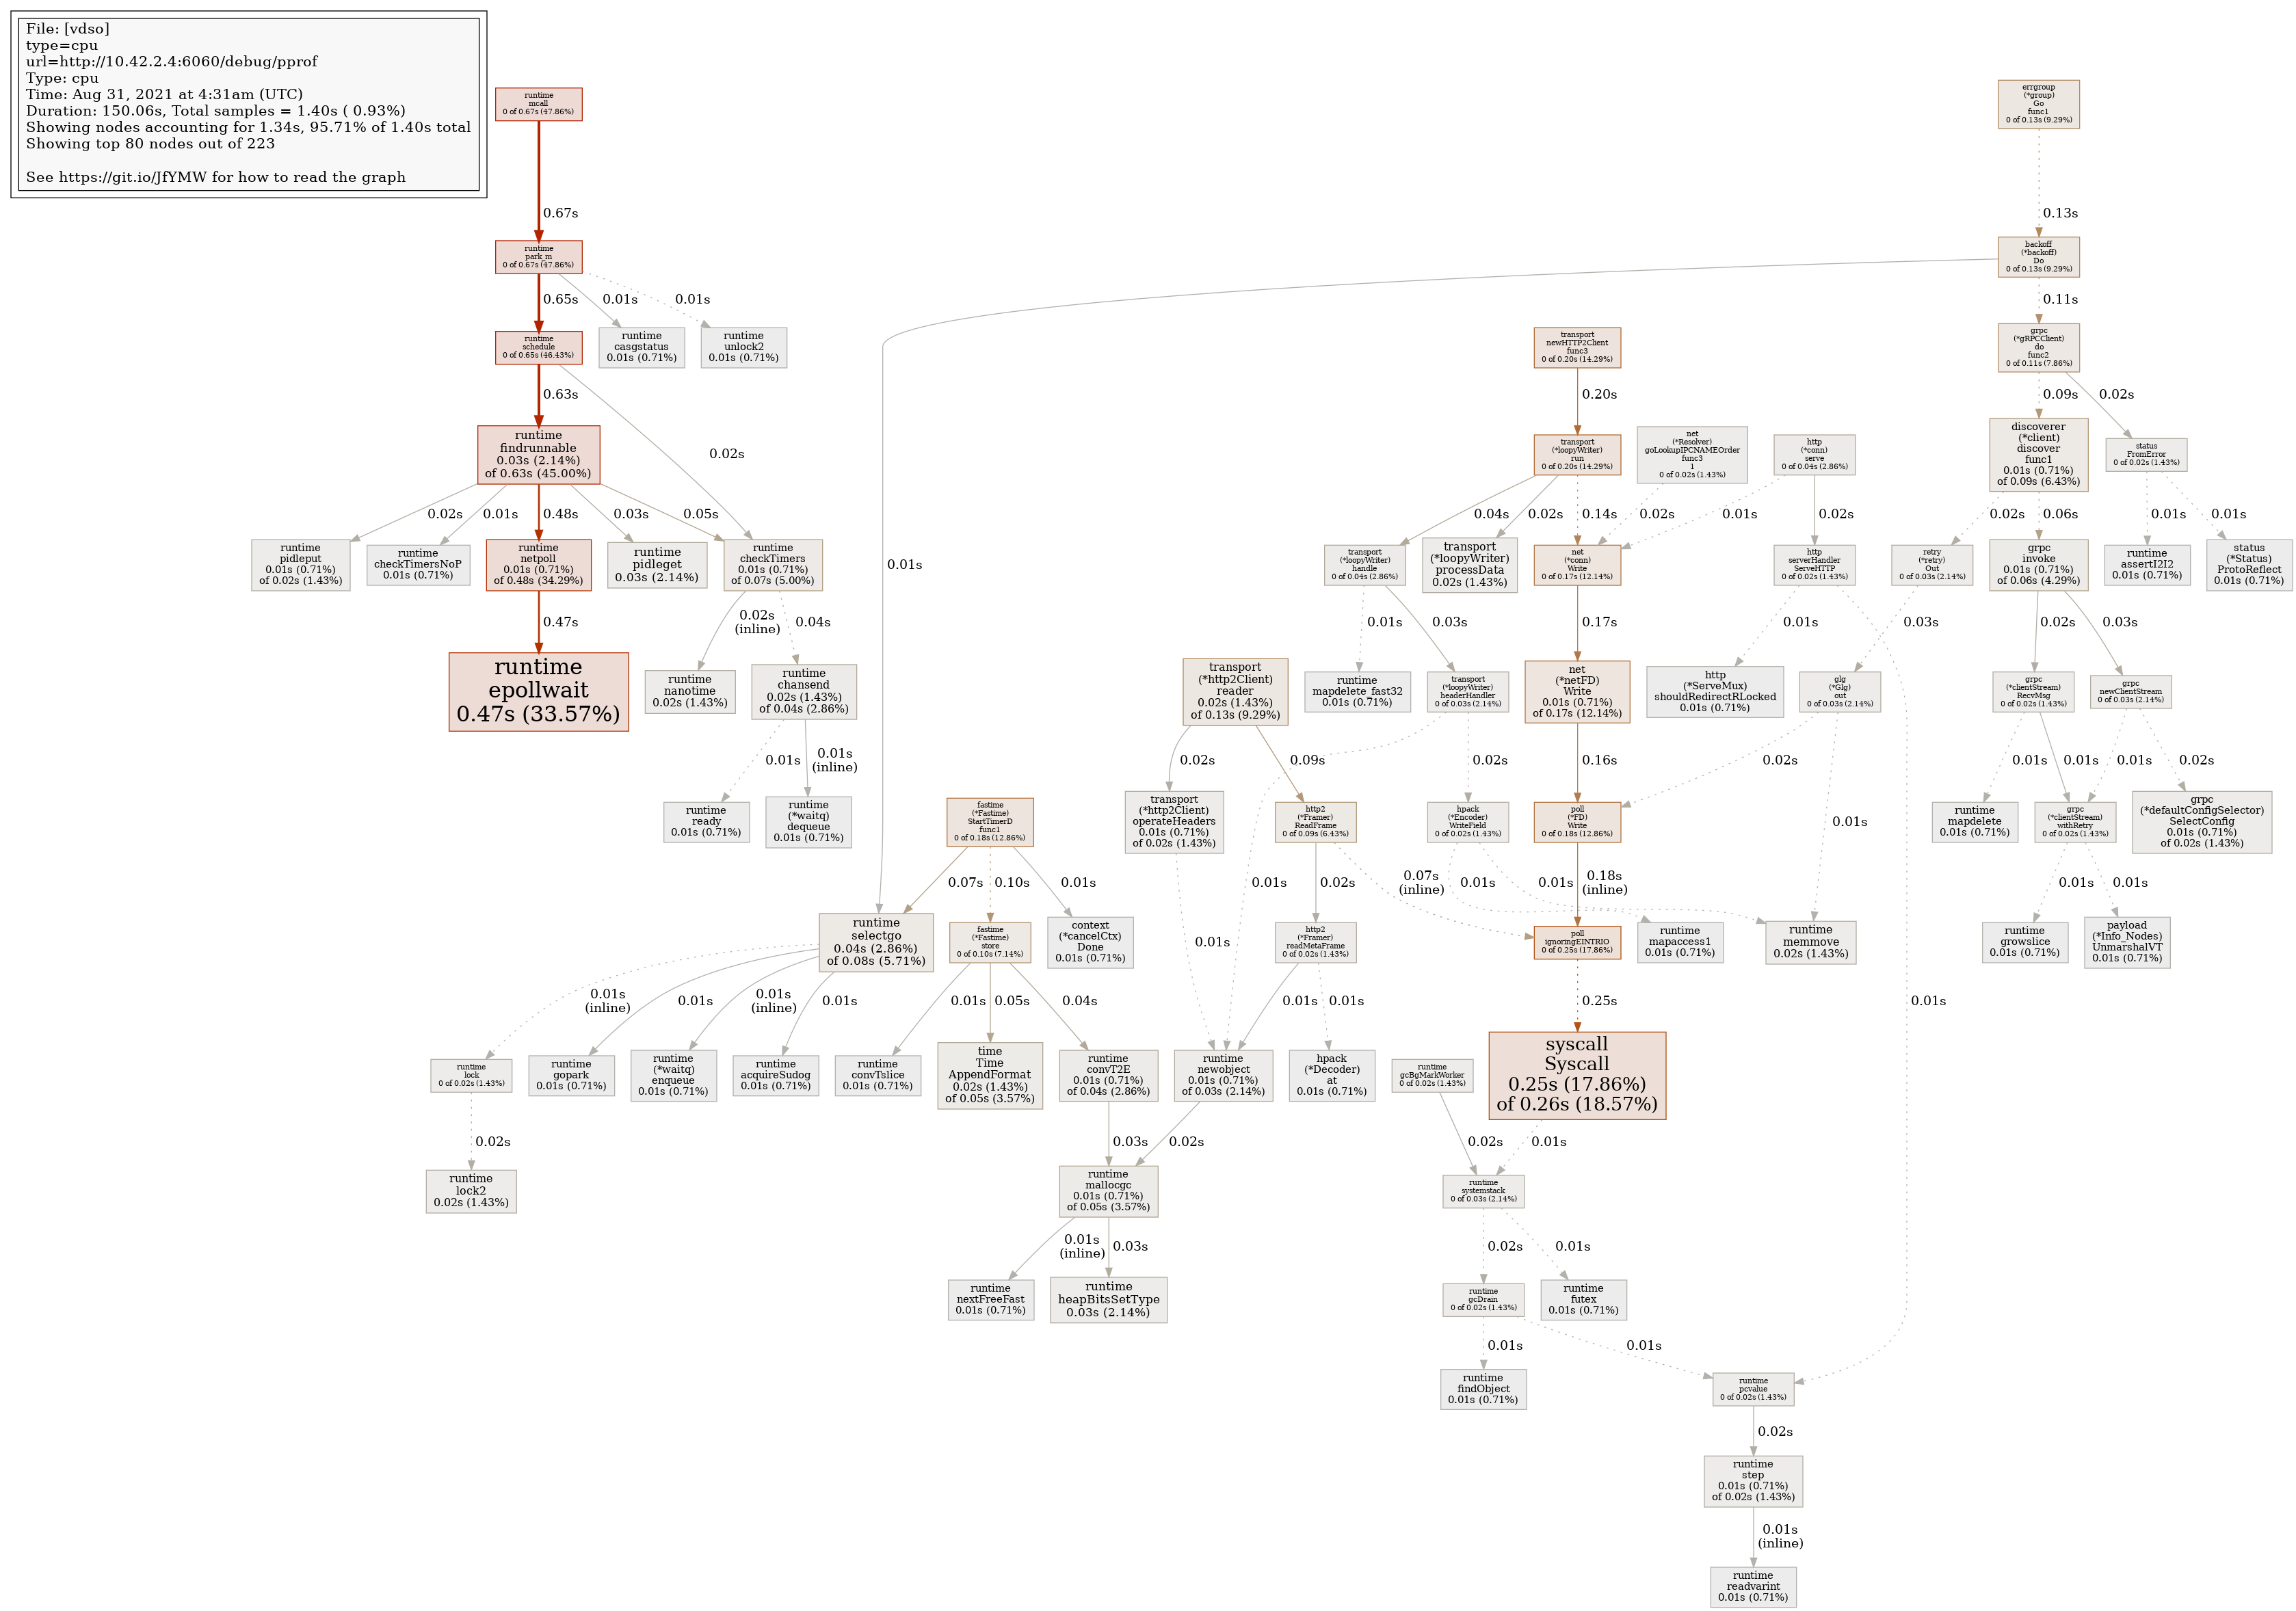 File: [vdso]
type=cpu
url=http://10.42.2.4:6060/debug/pprof
Type: cpu
Time: Aug 31, 2021 at 4:31am (UTC)
Duration: 150.06s, Total samples = 1.40s ( 0.93%)
Showing nodes accounting for 1.34s, 95.71% of 1.40s total
Showing top 80 nodes out of 223
See https://git.io/JfYMW for how to read the graph
runtime
mcall
0 of 0.67s (47.86%)
errgroup
(*group)
Go
func1
0 of 0.13s (9.29%)
0.67s
0.13s
runtime
park_m
0 of 0.67s (47.86%)
backoff
(*backoff)
Do
0 of 0.13s (9.29%)
0.65s
0.01s
0.01s
0.11s
runtime
schedule
0 of 0.65s (46.43%)
runtime
casgstatus
0.01s (0.71%)
runtime
unlock2
0.01s (0.71%)
transport
newHTTP2Client
func3
0 of 0.20s (14.29%)
grpc
(*gRPCClient)
do
func2
0 of 0.11s (7.86%)
0.63s
0.20s
0.09s
0.02s
runtime
findrunnable
0.03s (2.14%)
of 0.63s (45.00%)
0.02s
transport
(*loopyWriter)
run
0 of 0.20s (14.29%)
net
(*Resolver)
goLookupIPCNAMEOrder
func3
1
0 of 0.02s (1.43%)
http
(*conn)
serve
0 of 0.04s (2.86%)
discoverer
(*client)
discover
func1
0.01s (0.71%)
of 0.09s (6.43%)
status
FromError
0 of 0.02s (1.43%)
0.02s
0.01s
0.48s
0.03s
0.05s
0.04s
0.02s
0.14s
0.02s
0.01s
0.02s
0.02s
0.06s
0.01s
0.01s
runtime
pidleput
0.01s (0.71%)
of 0.02s (1.43%)
runtime
checkTimersNoP
0.01s (0.71%)
runtime
netpoll
0.01s (0.71%)
of 0.48s (34.29%)
runtime
pidleget
0.03s (2.14%)
runtime
checkTimers
0.01s (0.71%)
of 0.07s (5.00%)
0.01s
transport
(*loopyWriter)
handle
0 of 0.04s (2.86%)
transport
(*loopyWriter)
processData
0.02s (1.43%)
net
(*conn)
Write
0 of 0.17s (12.14%)
http
serverHandler
ServeHTTP
0 of 0.02s (1.43%)
retry
(*retry)
Out
0 of 0.03s (2.14%)
grpc
invoke
0.01s (0.71%)
of 0.06s (4.29%)
runtime
assertI2I2
0.01s (0.71%)
status
(*Status)
ProtoReflect
0.01s (0.71%)
0.47s
0.02s
(inline)
0.04s
0.01s
0.03s
0.17s
0.01s
0.03s
0.02s
0.03s
runtime
epollwait
0.47s (33.57%)
runtime
nanotime
0.02s (1.43%)
runtime
chansend
0.02s (1.43%)
of 0.04s (2.86%)
transport
(*http2Client)
reader
0.02s (1.43%)
of 0.13s (9.29%)
runtime
mapdelete_fast32
0.01s (0.71%)
transport
(*loopyWriter)
headerHandler
0 of 0.03s (2.14%)
net
(*netFD)
Write
0.01s (0.71%)
of 0.17s (12.14%)
http
(*ServeMux)
shouldRedirectRLocked
0.01s (0.71%)
glg
(*Glg)
out
0 of 0.03s (2.14%)
grpc
(*clientStream)
RecvMsg
0 of 0.02s (1.43%)
grpc
newClientStream
0 of 0.03s (2.14%)
0.01s
0.01s
(inline)
0.02s
0.09s
0.02s
0.16s
0.02s
0.01s
0.01s
0.01s
0.02s
runtime
ready
0.01s (0.71%)
runtime
(*waitq)
dequeue
0.01s (0.71%)
fastime
(*Fastime)
StartTimerD
func1
0 of 0.18s (12.86%)
transport
(*http2Client)
operateHeaders
0.01s (0.71%)
of 0.02s (1.43%)
http2
(*Framer)
ReadFrame
0 of 0.09s (6.43%)
hpack
(*Encoder)
WriteField
0 of 0.02s (1.43%)
poll
(*FD)
Write
0 of 0.18s (12.86%)
0.01s
runtime
mapdelete
0.01s (0.71%)
grpc
(*clientStream)
withRetry
0 of 0.02s (1.43%)
grpc
(*defaultConfigSelector)
SelectConfig
0.01s (0.71%)
of 0.02s (1.43%)
0.07s
0.10s
0.01s
0.01s
0.02s
0.07s
(inline)
0.01s
0.01s
0.18s
(inline)
0.01s
0.01s
runtime
selectgo
0.04s (2.86%)
of 0.08s (5.71%)
fastime
(*Fastime)
store
0 of 0.10s (7.14%)
context
(*cancelCtx)
Done
0.01s (0.71%)
0.01s
http2
(*Framer)
readMetaFrame
0 of 0.02s (1.43%)
poll
ignoringEINTRIO
0 of 0.25s (17.86%)
runtime
mapaccess1
0.01s (0.71%)
runtime
memmove
0.02s (1.43%)
runtime
growslice
0.01s (0.71%)
payload
(*Info_Nodes)
UnmarshalVT
0.01s (0.71%)
0.01s
(inline)
0.01s
0.01s
(inline)
0.01s
0.01s
0.05s
0.04s
0.01s
0.01s
0.25s
0.01s
runtime
lock
0 of 0.02s (1.43%)
runtime
gopark
0.01s (0.71%)
runtime
(*waitq)
enqueue
0.01s (0.71%)
runtime
acquireSudog
0.01s (0.71%)
runtime
convTslice
0.01s (0.71%)
time
Time
AppendFormat
0.02s (1.43%)
of 0.05s (3.57%)
runtime
convT2E
0.01s (0.71%)
of 0.04s (2.86%)
runtime
newobject
0.01s (0.71%)
of 0.03s (2.14%)
hpack
(*Decoder)
at
0.01s (0.71%)
runtime
gcBgMarkWorker
0 of 0.02s (1.43%)
syscall
Syscall
0.25s (17.86%)
of 0.26s (18.57%)
0.02s
0.03s
0.02s
0.02s
0.01s
runtime
lock2
0.02s (1.43%)
runtime
mallocgc
0.01s (0.71%)
of 0.05s (3.57%)
runtime
systemstack
0 of 0.03s (2.14%)
0.01s
(inline)
0.03s
0.02s
0.01s
runtime
nextFreeFast
0.01s (0.71%)
runtime
heapBitsSetType
0.03s (2.14%)
runtime
gcDrain
0 of 0.02s (1.43%)
runtime
futex
0.01s (0.71%)
0.01s
0.01s
runtime
findObject
0.01s (0.71%)
runtime
pcvalue
0 of 0.02s (1.43%)
0.02s
runtime
step
0.01s (0.71%)
of 0.02s (1.43%)
0.01s
(inline)
runtime
readvarint
0.01s (0.71%)